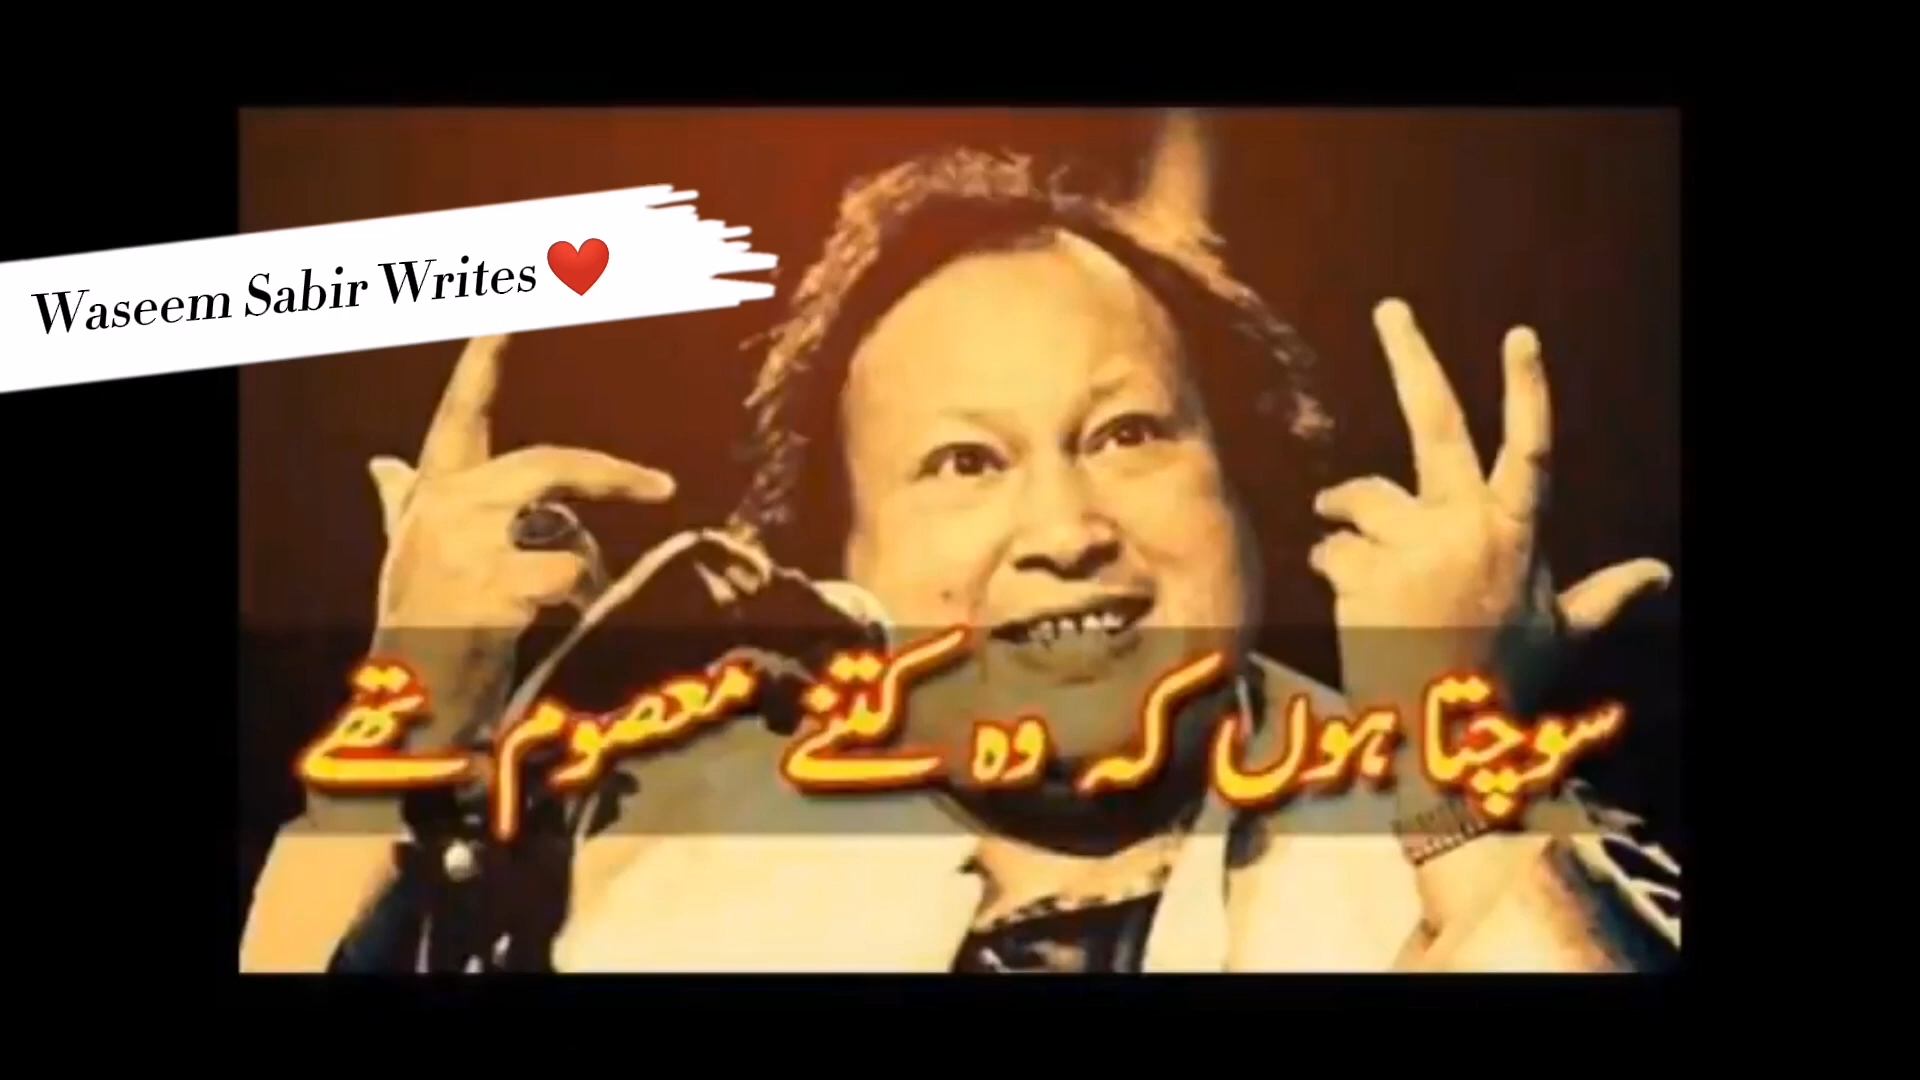 Waseem Sabir Writes ❤️
سوچتا ہوں کہ وہ کتنے معصوم تھے